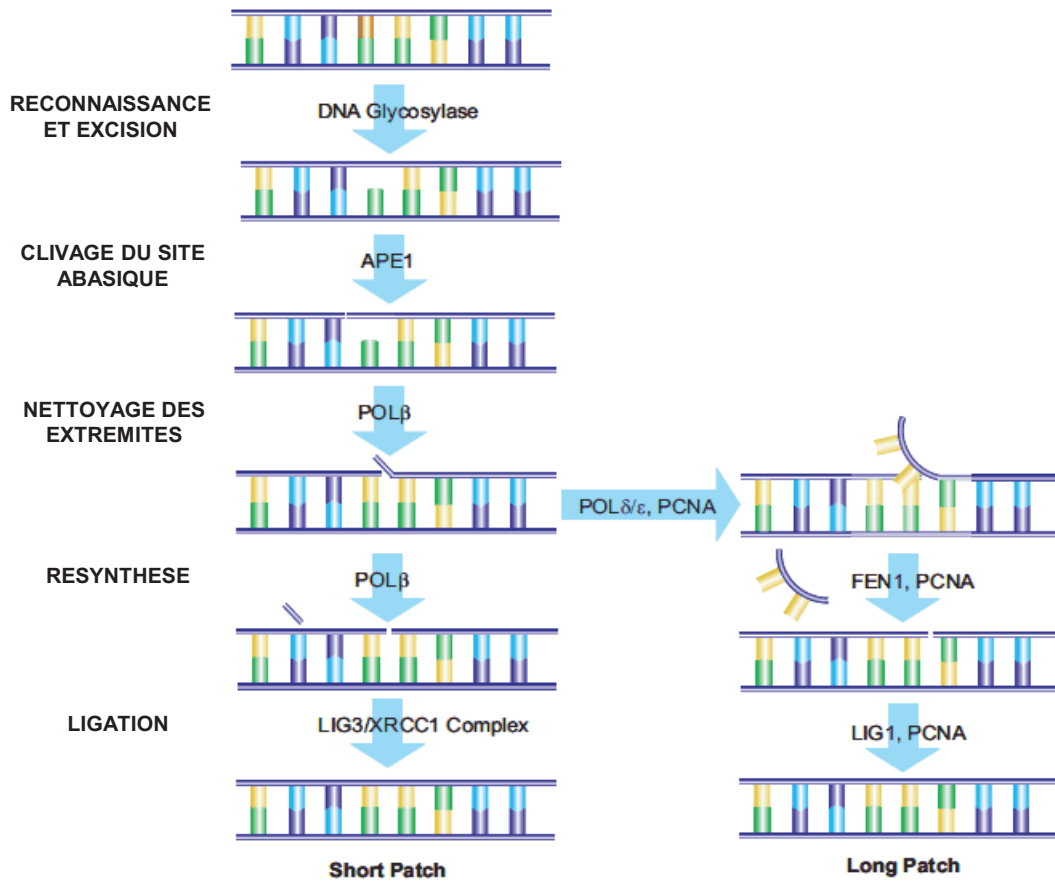 RECONNAISSANCE
ET EXCISION
DNA Glycosylase
CLIVAGE DU SITE
ABASIQUE
APE1
NETTOYAGE DES
EXTREMITES
POLβ
POLδ/ε, PCNA
RESYNTHESE
POLβ
FEN1, PCNA
LIGATION
LIG3/XRCC1 Complex
LIG1, PCNA
Short Patch
Long Patch